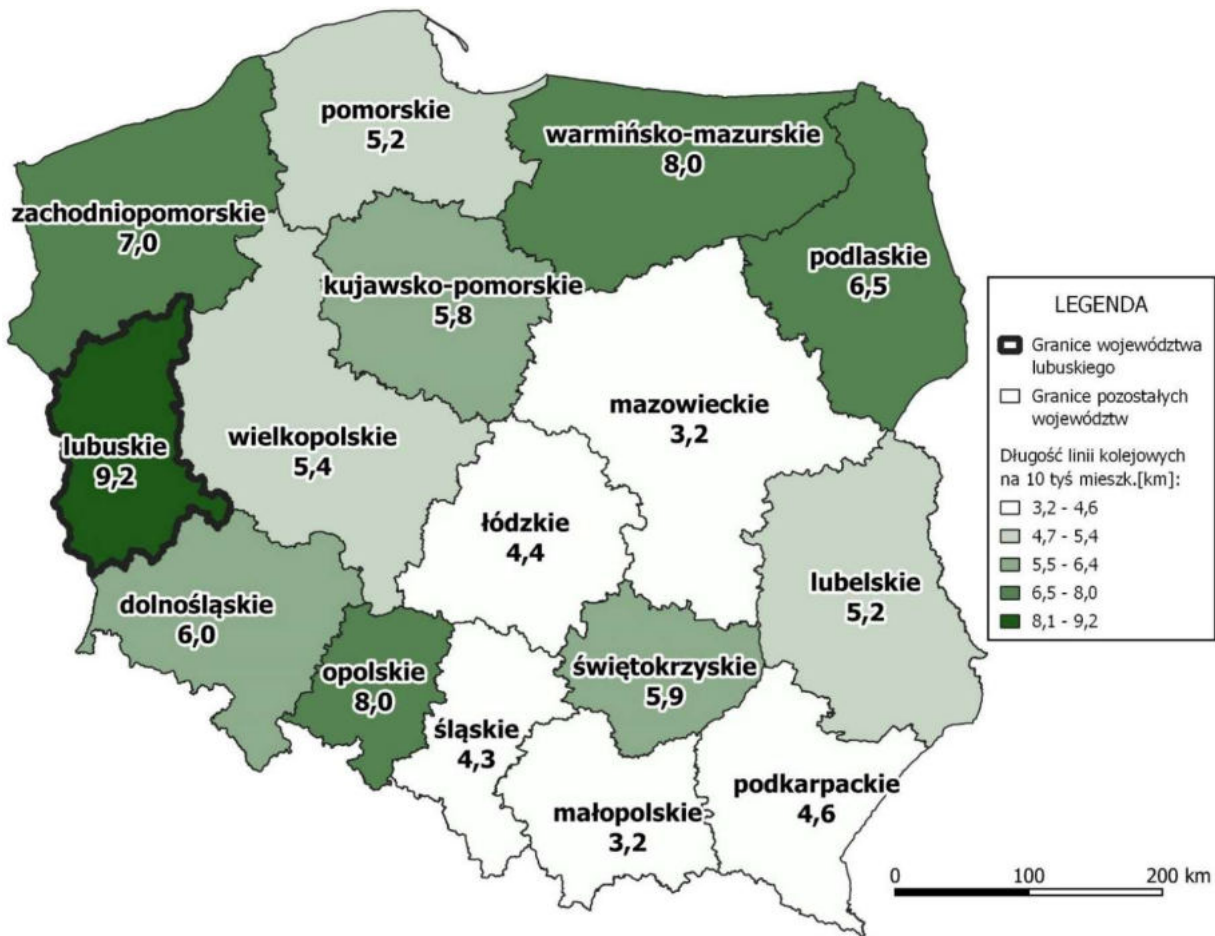 pomorskie
5,2
warmińsko-mazurskie
8,0
zachodniopomorskie
7,0
podlaskie
6,5
kujawsko-pomorskie
5,8
mazowieckie
3,2
wielkopolskie
5,4
lubuskie
9,2
łódzkie
4,4
lubelskie
5,2
dolnośląskie
6,0
opolskie
8,0
świętokrzyskie
5,9
śląskie
4,3
podkarpackie
4,6
małopolskie
3,2
LEGENDA
Granice województwa
lubuskiego
Granice pozostałych
województw
Długość linii kolejowych
na 10 tyś mieszk.[km]:
3,2 - 4,6
4,7 - 5,4
5,5 - 6,4
6,5 - 8,0
8,1 - 9,2
0 100 200 km